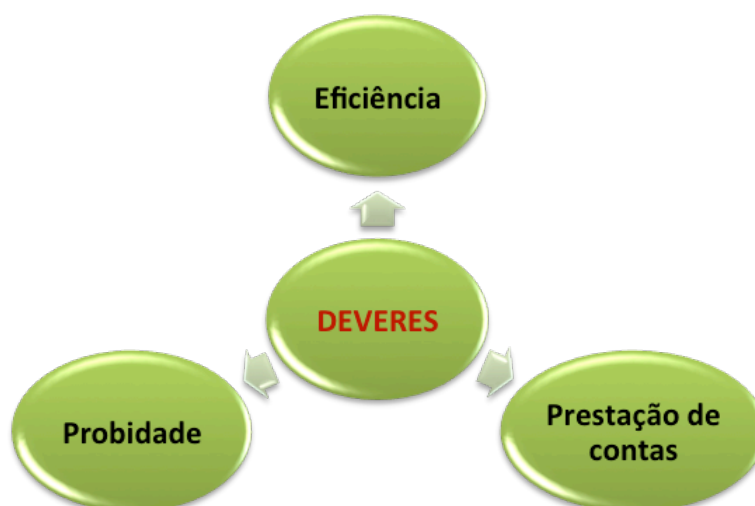 Eficiência
DEVERES
Probidade
Prestação de
contas